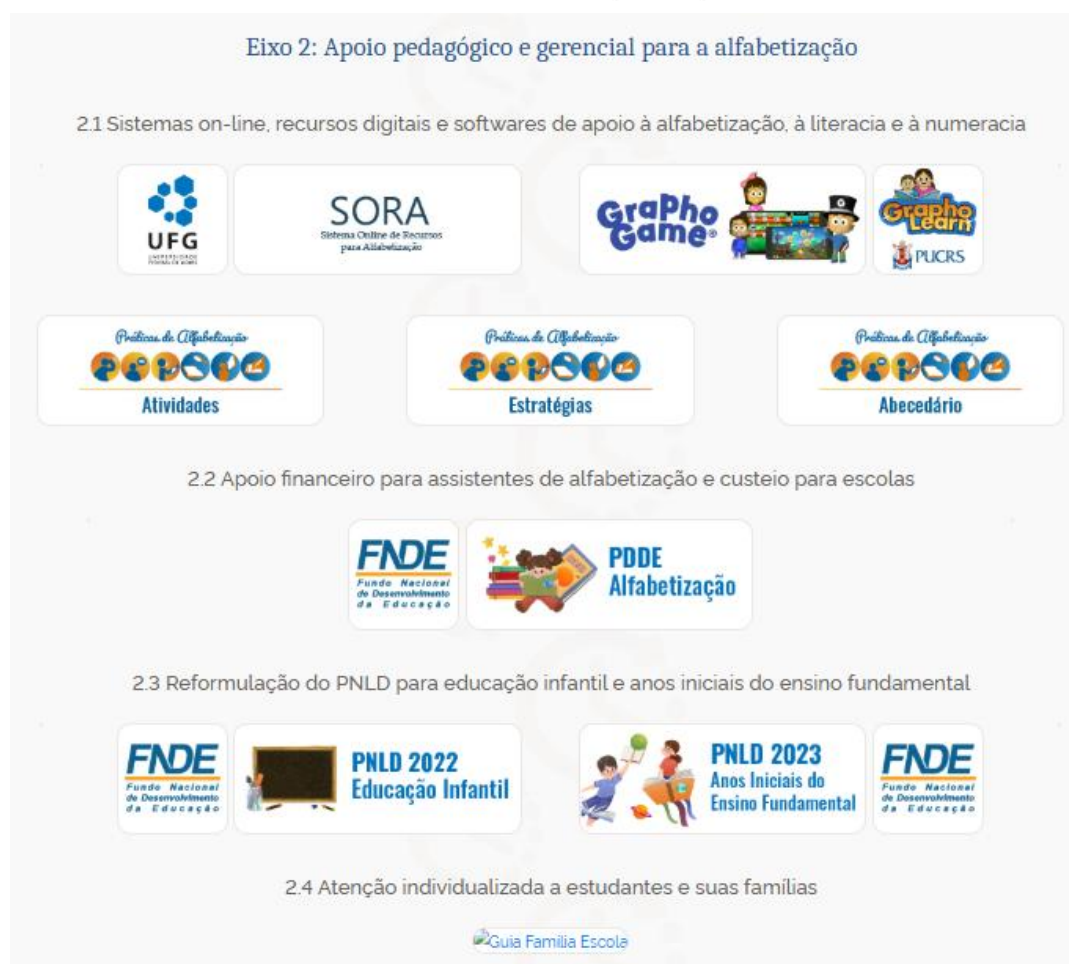 Eixo 2: Apoio pedagógico e gerencial para a alfabetização
2.1 Sistemas on-line, recursos digitais e softwares de apoio à alfabetização, à literacia e à numeracia
UFG
UNIVERSIDADE
FEDERAL DE GOIÁS
SORA
Sistema Online de Recursos
para Alfabetização
GraPho
Game®
Grapho
Learn
PUCRS
Práticas de Alfabetização
Atividades
Práticas de Alfabetização
Estratégias
Práticas de Alfabetização
Abecedário
2.2 Apoio financeiro para assistentes de alfabetização e custeio para escolas
FNDE
Fundo Nacional
de Desenvolvimento
da Educação
PDDE
Alfabetização
2.3 Reformulação do PNLD para educação infantil e anos iniciais do ensino fundamental
FNDE
Fundo Nacional
de Desenvolvimento
da Educação
PNLD 2022
Educação Infantil
PNLD 2023
Anos Iniciais do
Ensino Fundamental
FNDE
Fundo Nacional
de Desenvolvimento
da Educação
2.4 Atenção individualizada a estudantes e suas famílias
Guia Família Escola